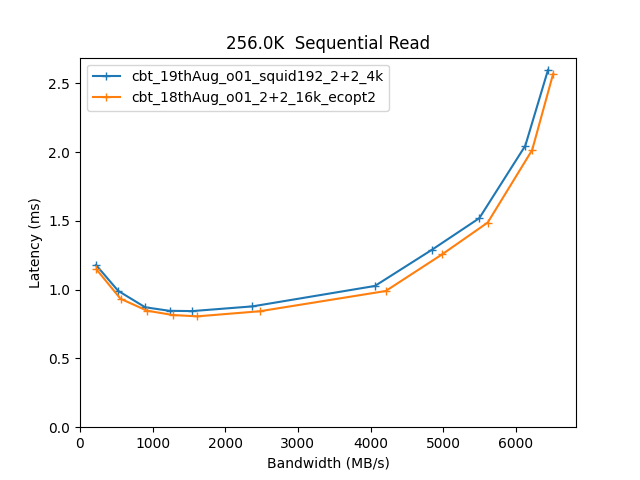 256.0K  Sequential Read
cbt_19thAug_o01_squid192_2+2_4k
cbt_18thAug_o01_2+2_16k_ecopt2
Latency (ms)
2.5
2.0
1.5
1.0
0.5
0.0
0 1000 2000 3000 4000 5000 6000
Bandwidth (MB/s)